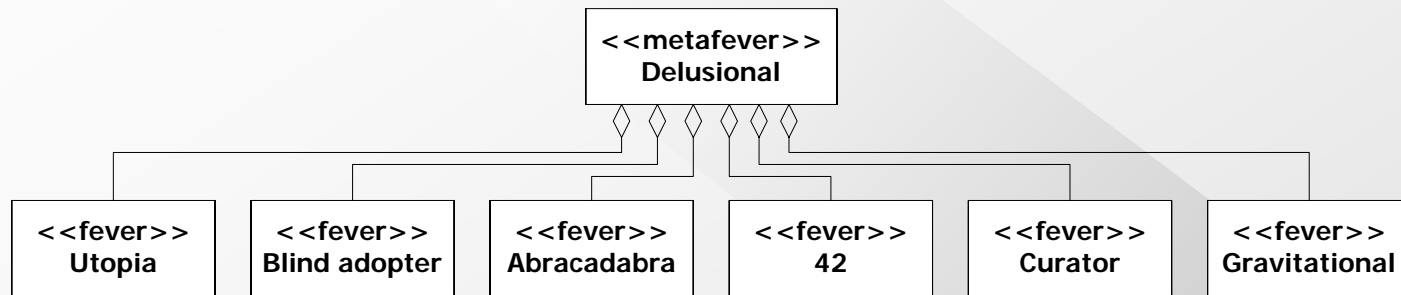 <<metafever>>
Delusional
<<fever>>
Utopia
<<fever>>
Blind adopter
<<fever>>
Abracadabra
<<fever>>
42
<<fever>>
Curator
<<fever>>
Gravitational